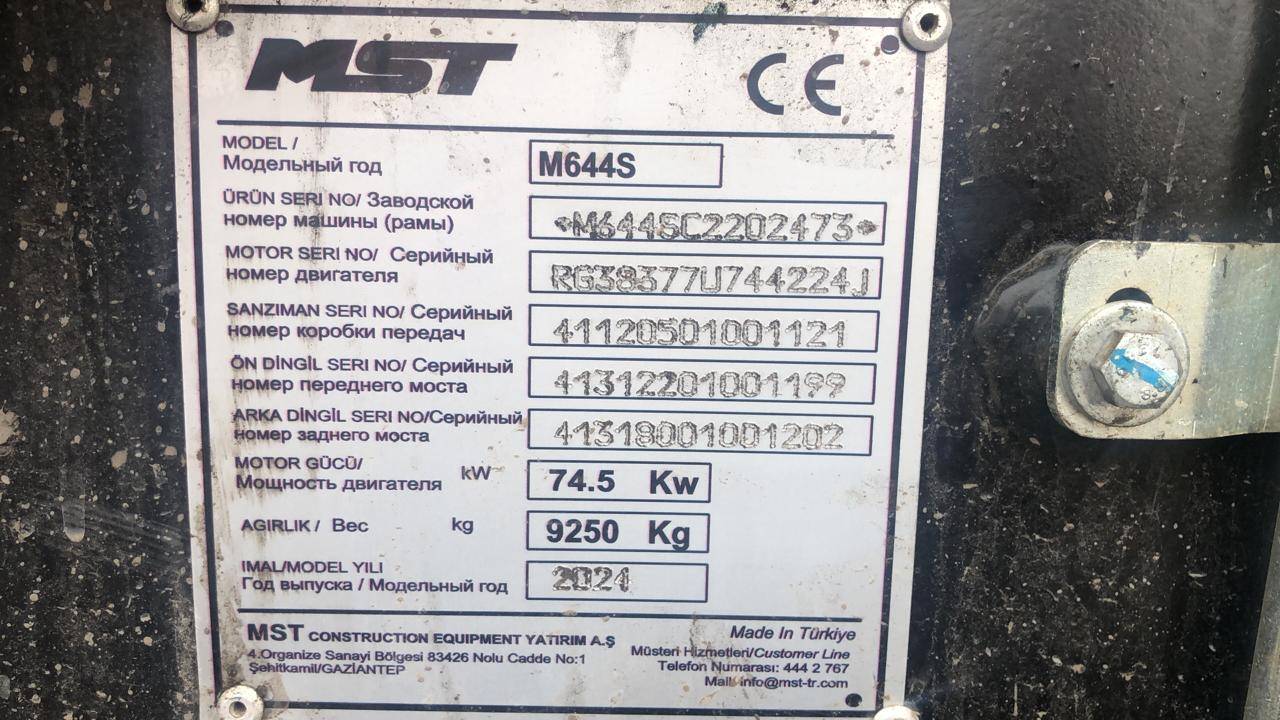 MST CE
MODEL / 
Модельный год M644S
ÜRÜN SERI NO/ Заводской
номер машины (рамы) *M644SC2202473*
MOTOR SERI NO/ Серийный
номер двигателя RG38377U744224J
SANZIMAN SERI NO/ Серийный
номер коробки передач 41120501001121
ÖN DİNGİL SERI NO/ Серийный
номер переднего моста 41312201001199
ARKA DİNGİL SERI NO/Серийный
номер заднего моста 41318001001202
MOTOR GÜCÜ/
Мощность двигателя kW 74.5 Kw
AGIRLIK / Вес kg 9250 Kg
IMAL/MODEL YILI
Год выпуска / Модельный год 2024
MST CONSTRUCTION EQUIPMENT YATIRIM A.Ş
4.Organize Sanayi Bölgesi 83426 Nolu Cadde No:1
Şehitkamil/GAZİANTEP
Made In Türkiye
Müsteri Hizmetleri/Customer Line
Telefon Numarası: 444 2 767
Mail: info@mst-tr.com